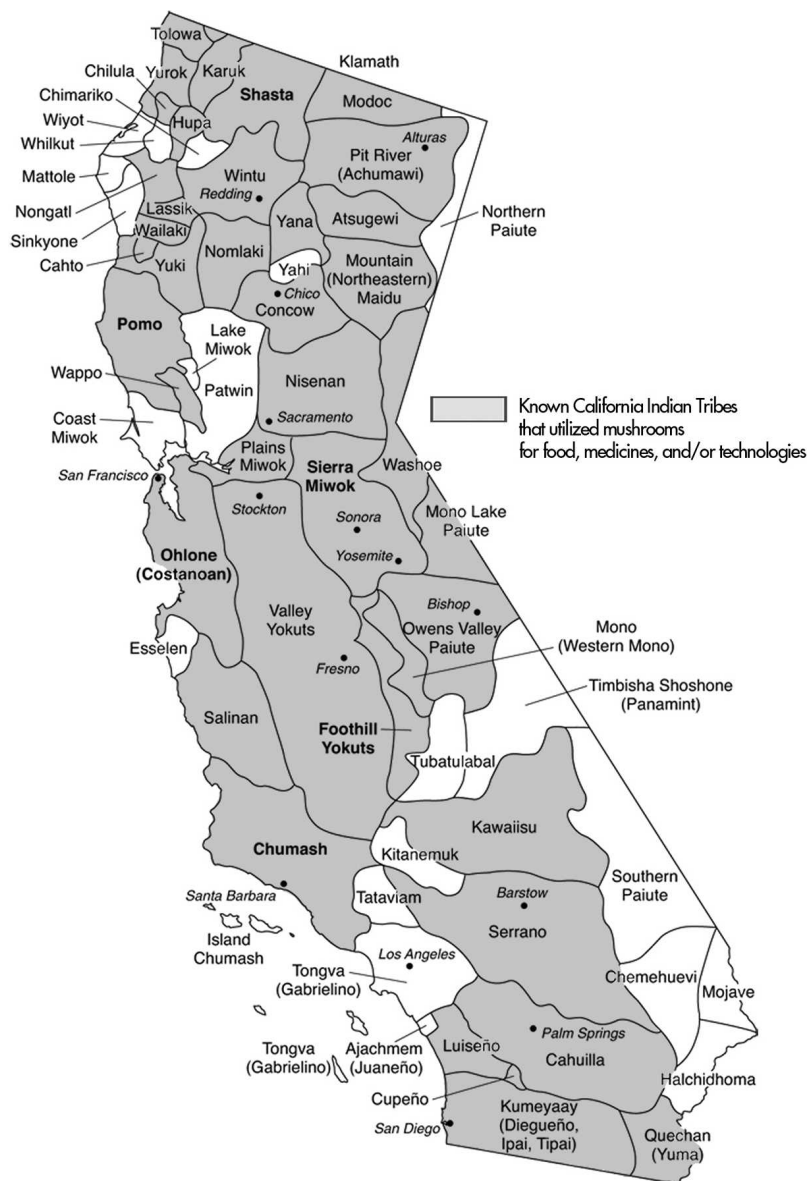 Tolowa
Klamath
Chilula
Yurok
Karuk
Shasta
Modoc
Chimariko
Wiyot
Hupa
Whilkut
Alturas
Pit River
(Achumawi)
Mattole
Wintu
Redding
Nongatl
Lassik
Yana
Atsugewi
Northern
Paiute
Sinkyone
Wailaki
Cahto
Yuki
Nomlaki
Yahi
Mountain
(Northeastern)
Maidu
Chico
Concow
Pomo
Lake
Miwok
Wappo
Patwin
Nisenan
Known California Indian Tribes
that utilized mushrooms
for food, medicines, and/or technologies
Coast
Miwok
Sacramento
Plains
Miwok
Sierra
Miwok
Washoe
San Francisco
Stockton
Sonora
Mono Lake
Paiute
Yosemite
Ohlone
(Costanoan)
Valley
Yokuts
Bishop
Owens Valley
Paiute
Mono
(Western Mono)
Esselen
Fresno
Timbisha Shoshone
(Panamint)
Salinan
Foothill
Yokuts
Tubatulabal
Kawaiisu
Chumash
Kitanemuk
Southern
Paiute
Santa Barbara
Tataviam
Barstow
Serrano
Island
Chumash
Los Angeles
Tongva
(Gabrielino)
Chemehuevi
Mojave
Palm Springs
Tongva
(Gabrielino)
Ajachmem
(Juaneño)
Luiseño
Cahuilla
Halchidhoma
Cupeño
Kumeyaay
(Diegueño,
Ipai, Tipai)
San Diego
Quechan
(Yuma)